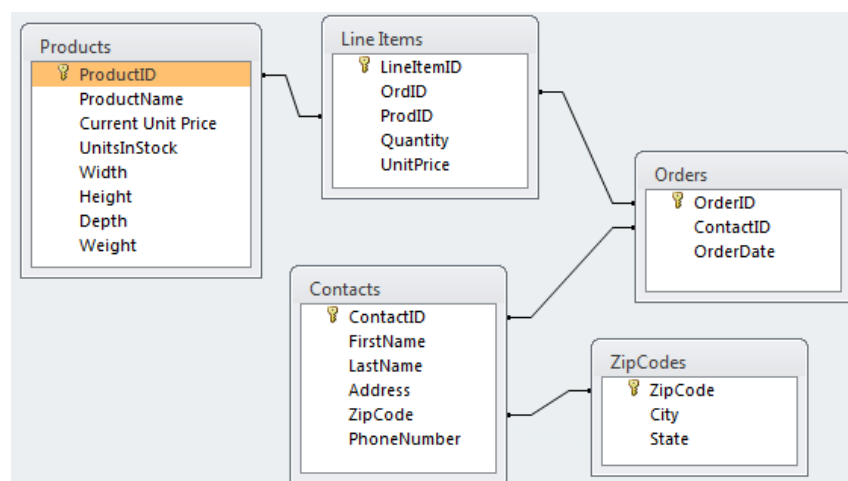 Products
ProductID
ProductName
Current Unit Price
UnitsInStock
Width
Height
Depth
Weight
Line Items
LineItemID
OrdID
ProdID
Quantity
UnitPrice
Orders
OrderID
ContactID
OrderDate
Contacts
ContactID
FirstName
LastName
Address
ZipCode
PhoneNumber
ZipCodes
ZipCode
City
State